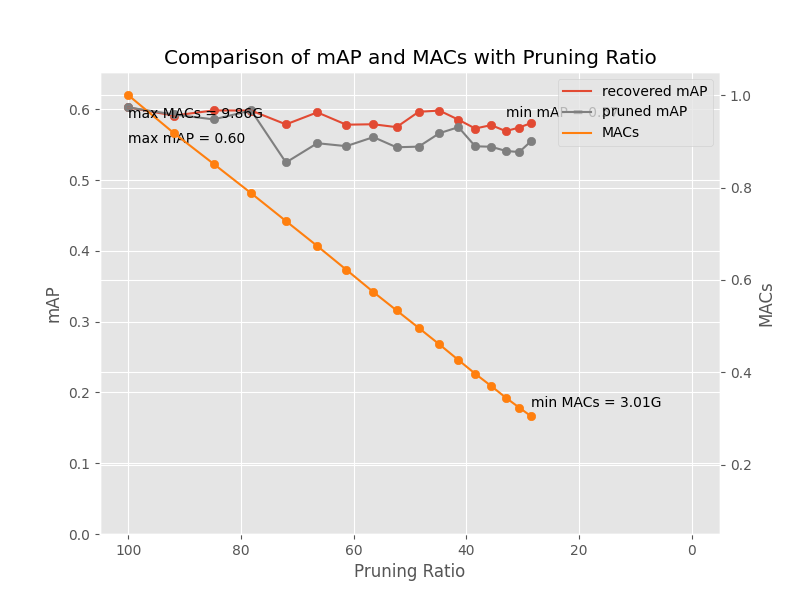 Comparison of mAP and MACs with Pruning Ratio
recovered mAP
pruned mAP
MACs
max MACs = 9.86G
max mAP = 0.60
min mAP =
min MACs = 3.01G
mAP
0.6
0.5
0.4
0.3
0.2
0.1
0.0
1.0
0.8
0.6
0.4
0.2
MACs
100
80
60
40
20
0
Pruning Ratio